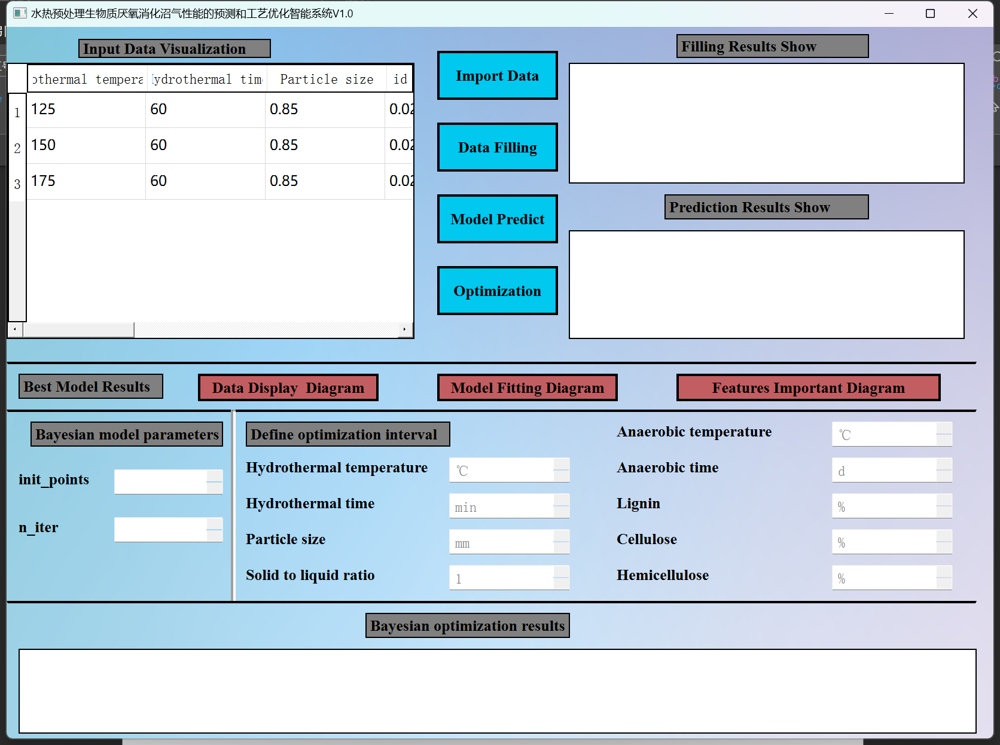 水热预处理生物质厌氧消化沼气性能的预测和工艺优化智能系统V1.0
Input Data Visualization
othermal tempera
ydrothermal tim
Particle size
id
1 125 60 0.85 0.02
2 150 60 0.85 0.02
3 175 60 0.85 0.02
Import Data
Data Filling
Model Predict
Optimization
Filling Results Show
Prediction Results Show
Best Model Results
Data Display Diagram
Model Fitting Diagram
Features Important Diagram
Bayesian model parameters
init_points
n_iter
Define optimization interval
Hydrothermal temperature ℃
Hydrothermal time min
Particle size mm
Solid to liquid ratio 1
Anaerobic temperature ℃
Anaerobic time d
Lignin %
Cellulose %
Hemicellulose %
Bayesian optimization results